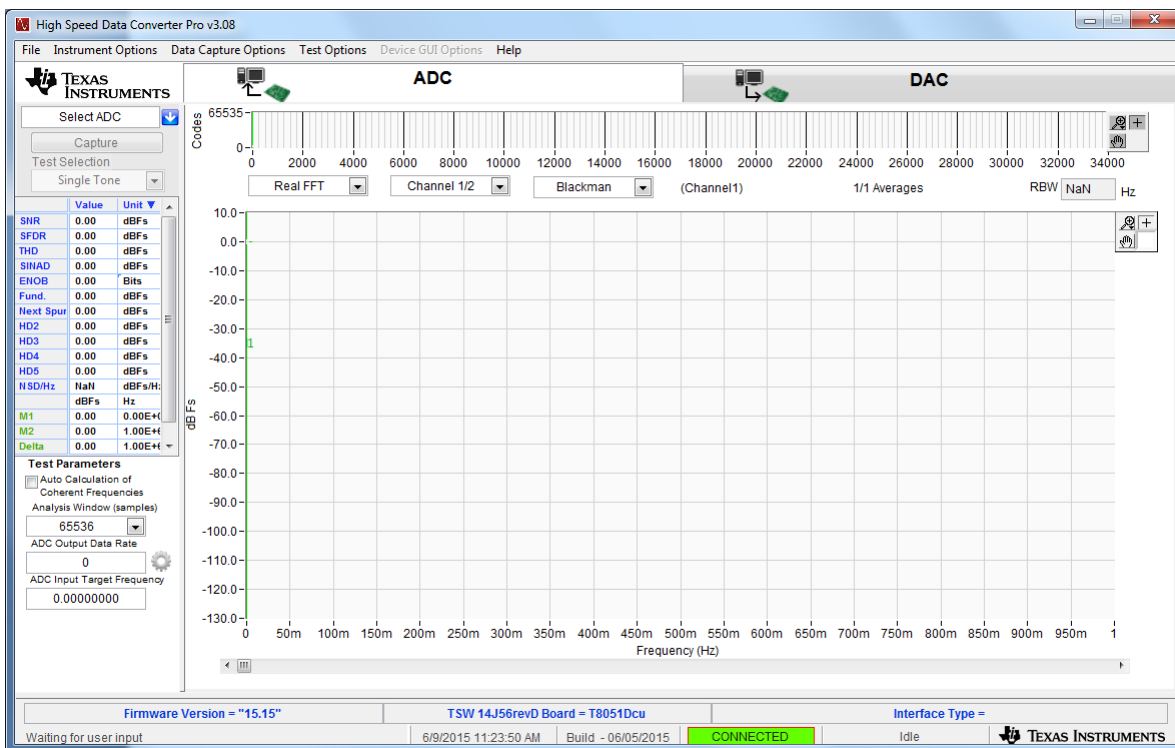 High Speed Data Converter Pro v3.08
File Instrument Options Data Capture Options Test Options Device GUI Options Help
TEXAS INSTRUMENTS
ADC
DAC
Select ADC
Capture
Test Selection
Single Tone
Codes
65535
0
0 2000 4000 6000 8000 10000 12000 14000 16000 18000 20000 22000 24000 26000 28000 30000 32000 34000
Real FFT Channel 1/2 Blackman (Channel1) 1/1 Averages RBW NaN Hz
Value Unit
SNR 0.00 dBFs
SFDR 0.00 dBFs
THD 0.00 dBFs
SINAD 0.00 dBFs
ENOB 0.00 Bits
Fund. 0.00 dBFs
Next Spur 0.00 dBFs
HD2 0.00 dBFs
HD3 0.00 dBFs
HD4 0.00 dBFs
HD5 0.00 dBFs
NSD/Hz NaN dBFs/Hz
dBFs Hz
M1 0.00 0.00E+0
M2 0.00 1.00E+6
Delta 0.00 1.00E+6
Test Parameters
Auto Calculation of
Coherent Frequencies
Analysis Window (samples)
65536
ADC Output Data Rate
0
ADC Input Target Frequency
0.00000000
dBFs
10.0
0.0
-10.0
-20.0
-30.0
1
-40.0
-50.0
-60.0
-70.0
-80.0
-90.0
-100.0
-110.0
-120.0
-130.0
0 50m 100m 150m 200m 250m 300m 350m 400m 450m 500m 550m 600m 650m 700m 750m 800m 850m 900m 950m 1
Frequency (Hz)
Firmware Version = "15.15" TSW 14J56revD Board = T8051Dcu Interface Type =
Waiting for user input 6/9/2015 11:23:50 AM Build - 06/05/2015 CONNECTED Idle TEXAS INSTRUMENTS